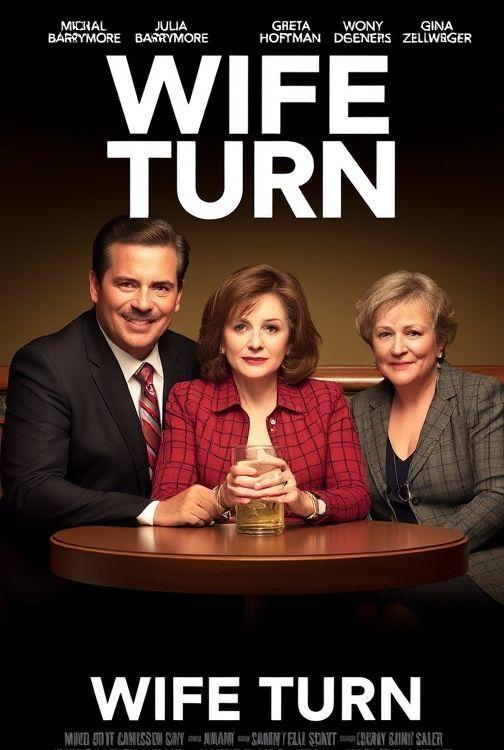 MICHAL BARRYMORE
JULIA BARRYMORE
GRETA HOFTMAN
WONY DGENERS
GINA ZELLWEGER
WIFE
TURN
WIFE TURN